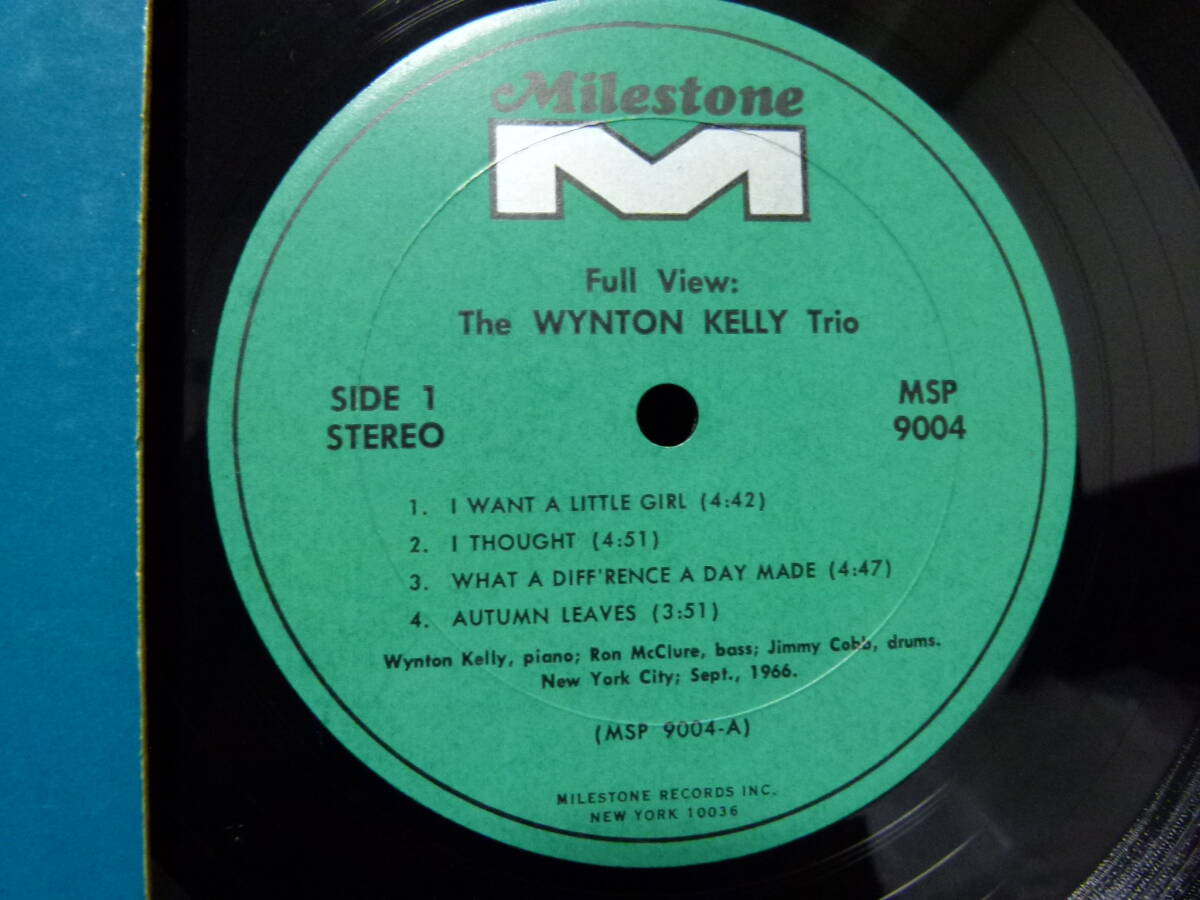 Milestone
M
Full View:
The WYNTON KELLY Trio
SIDE 1
STEREO
MSP
9004
1. I WANT A LITTLE GIRL (4:42)
2. I THOUGHT (4:51)
3. WHAT A DIFF'RENCE A DAY MADE (4:47)
4. AUTUMN LEAVES (3:51)
Wynton Kelly, piano; Ron McClure, bass; Jimmy Cobb, drums.
New York City; Sept., 1966.
(MSP 9004-A)
MILESTONE RECORDS INC.
NEW YORK 10036